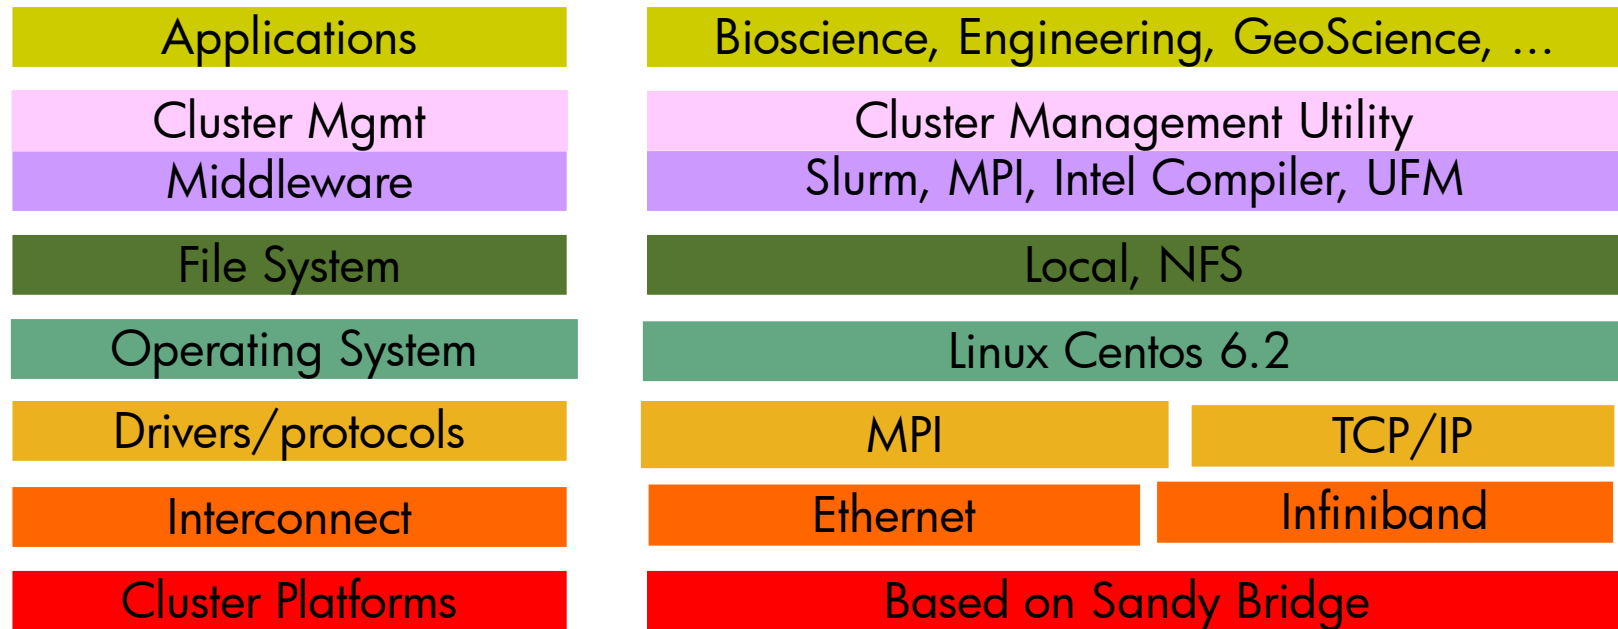 Applications
Bioscience, Engineering, GeoScience, ...
Cluster Mgmt
Cluster Management Utility
Middleware
Slurm, MPI, Intel Compiler, UFM
File System
Local, NFS
Operating System
Linux Centos 6.2
Drivers/protocols
MPI
TCP/IP
Interconnect
Ethernet
Infiniband
Cluster Platforms
Based on Sandy Bridge